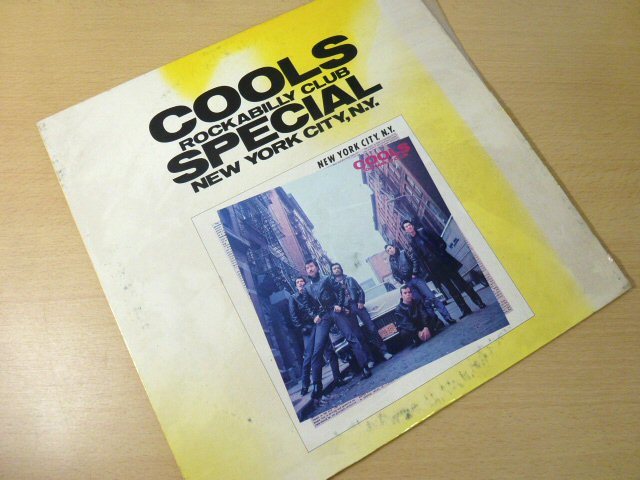 COOLS
ROCKABILLY CLUB
SPECIAL
NEW YORK CITY, N.Y.
NEW YORK CITY, N.Y.
COOLS